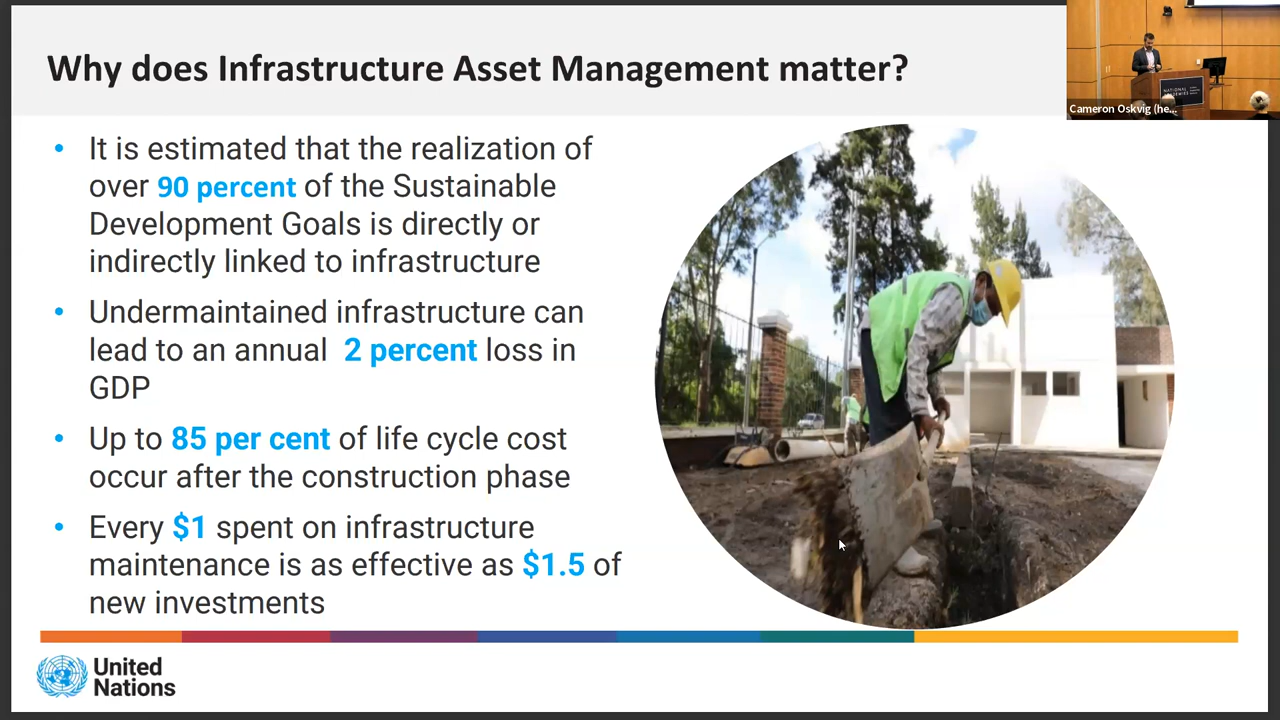 Why does Infrastructure Asset Management matter?
NATIONAL
ACADEMIES
Cameron Oskvig (he...
• It is estimated that the realization of
over 90 percent of the Sustainable
Development Goals is directly or
indirectly linked to infrastructure
• Undermaintained infrastructure can
lead to an annual 2 percent loss in
GDP
• Up to 85 per cent of life cycle cost
occur after the construction phase
• Every $1 spent on infrastructure
maintenance is as effective as $1.5 of
new investments
United
Nations